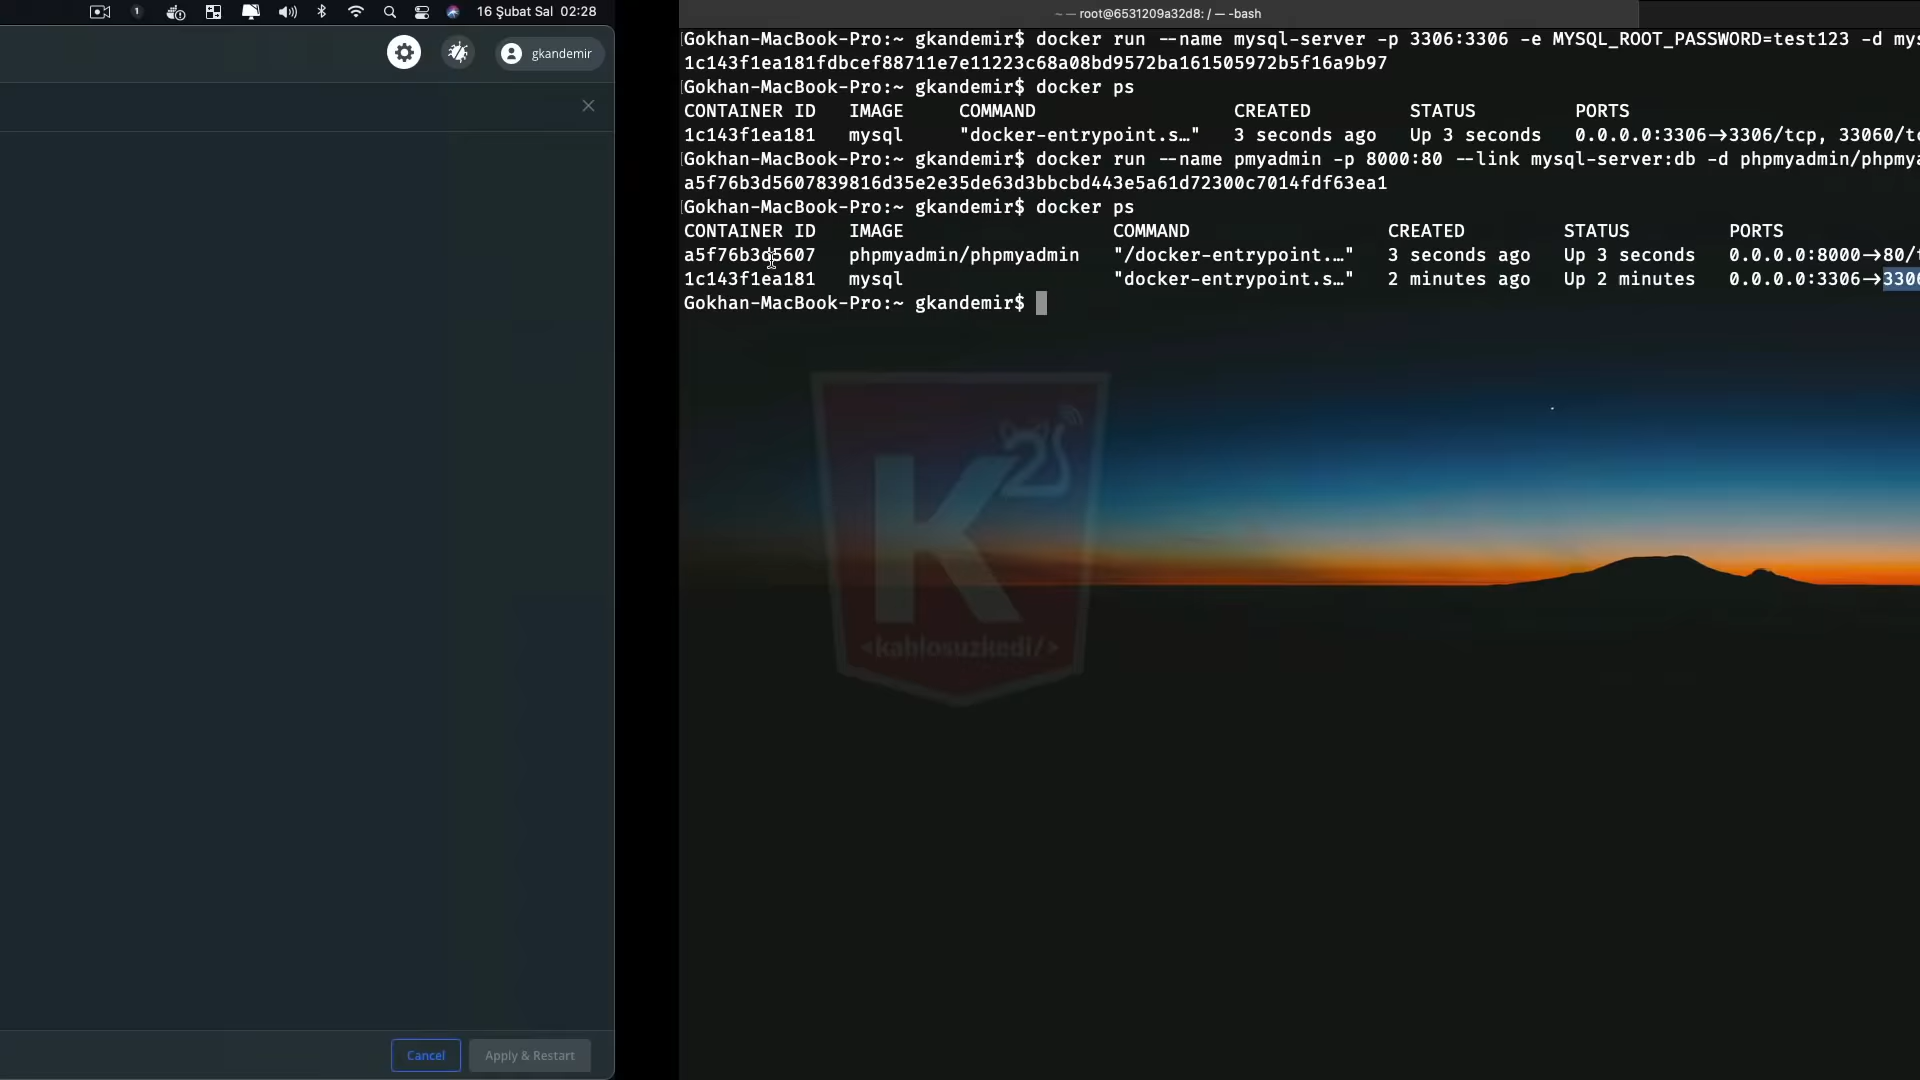 16 Şubat Sal 02:28
gkandemir
Cancel
Apply & Restart
~ — root@6531209a32d8: / — -bash
Gokhan-MacBook-Pro:~ gkandemir$ docker run --name mysql-server -p 3306:3306 -e MYSQL_ROOT_PASSWORD=test123 -d mys
1c143f1ea181fdbcef88711e7e11223c68a08bd9572ba161505972b5f16a9b97
Gokhan-MacBook-Pro:~ gkandemir$ docker ps
CONTAINER ID IMAGE COMMAND CREATED STATUS PORTS
1c143f1ea181 mysql "docker-entrypoint.s…" 3 seconds ago Up 3 seconds 0.0.0.0:3306->3306/tcp, 33060/tc
Gokhan-MacBook-Pro:~ gkandemir$ docker run --name pmyadmin -p 8000:80 --link mysql-server:db -d phpmyadmin/phpmya
a5f76b3d5607839816d35e2e35de63d3bbcbd443e5a61d72300c7014fdf63ea1
Gokhan-MacBook-Pro:~ gkandemir$ docker ps
CONTAINER ID IMAGE COMMAND CREATED STATUS PORTS
a5f76b3d5607 phpmyadmin/phpmyadmin "/docker-entrypoint.…" 3 seconds ago Up 3 seconds 0.0.0.0:8000->80/t
1c143f1ea181 mysql "docker-entrypoint.s…" 2 minutes ago Up 2 minutes 0.0.0.0:3306->3306
Gokhan-MacBook-Pro:~ gkandemir$
K
<kablosuzkedi/>